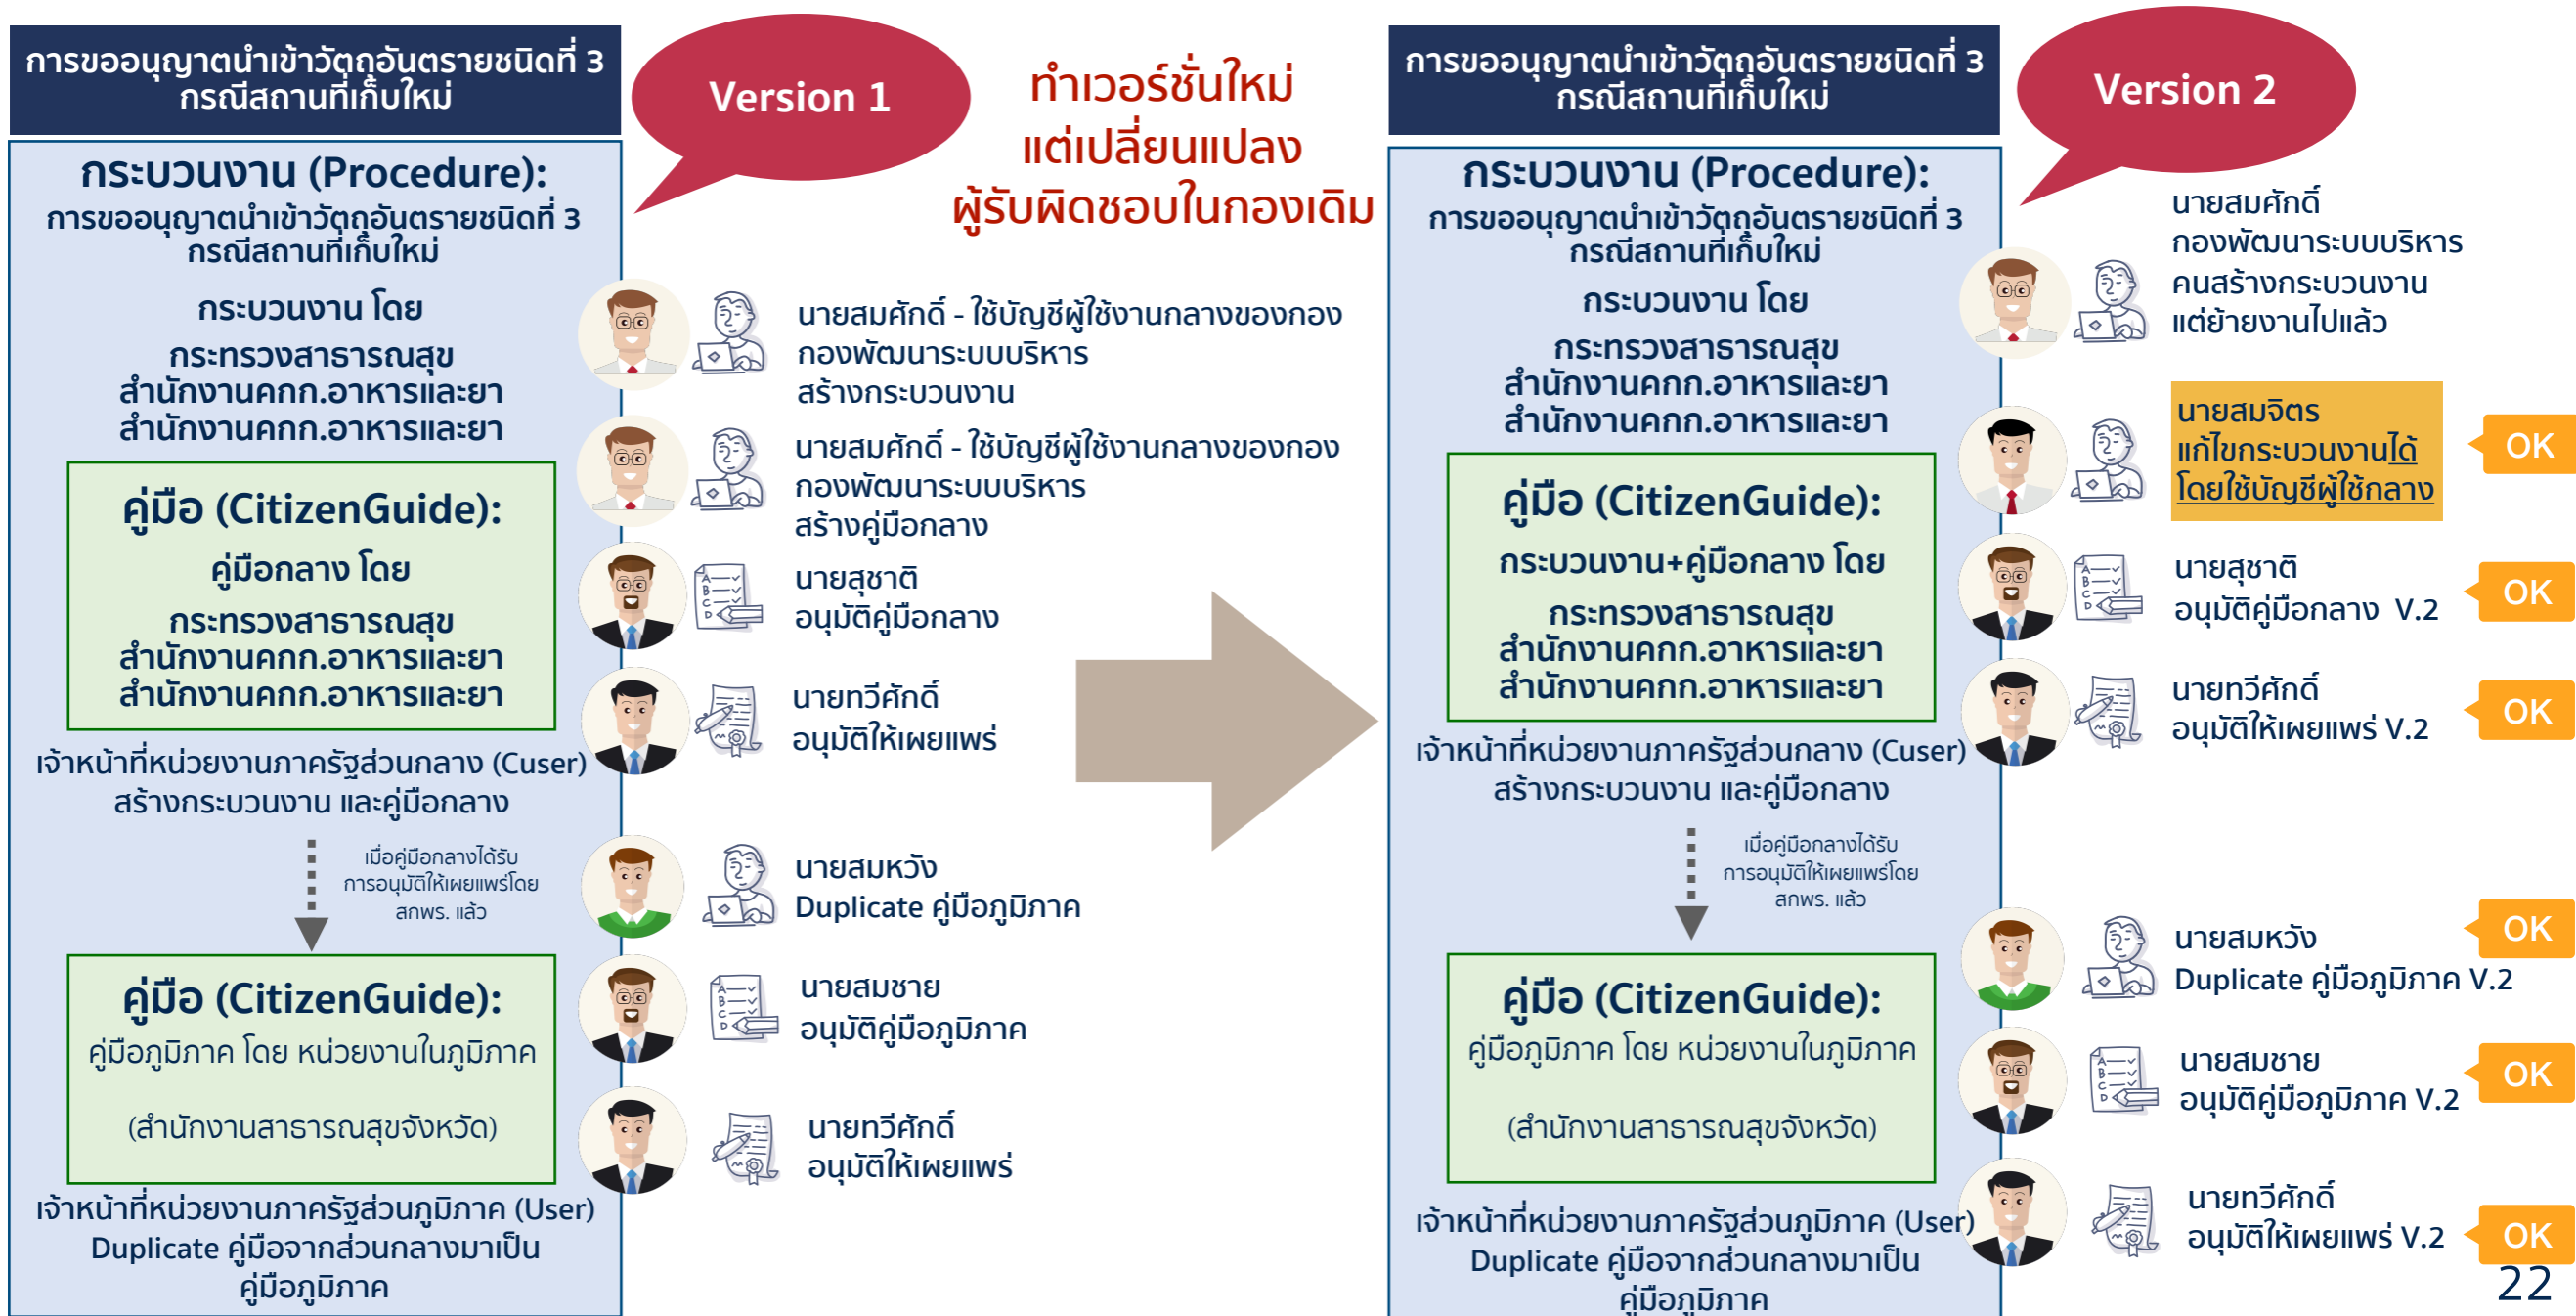 การขออนุญาตนำเข้าวัตถุอันตรายชนิดที่ 3
กรณีสถานที่เก็บใหม่
Version 1
กระบวนงาน (Procedure):
การขออนุญาตนำเข้าวัตถุอันตรายชนิดที่ 3
กรณีสถานที่เก็บใหม่
กระบวนงาน โดย
กระทรวงสาธารณสุข
สำนักงานคกก.อาหารและยา
สำนักงานคกก.อาหารและยา
คู่มือ (CitizenGuide):
คู่มือกลาง โดย
กระทรวงสาธารณสุข
สำนักงานคกก.อาหารและยา
สำนักงานคกก.อาหารและยา
เจ้าหน้าที่หน่วยงานภาครัฐส่วนกลาง (Cuser)
สร้างกระบวนงาน และคู่มือกลาง
เมื่อคู่มือกลางได้รับ
การอนุมัติให้เผยแพร่โดย
สกพร. แล้ว
คู่มือ (CitizenGuide):
คู่มือภูมิภาค โดย หน่วยงานในภูมิภาค
(สำนักงานสาธารณสุขจังหวัด)
เจ้าหน้าที่หน่วยงานภาครัฐส่วนภูมิภาค (User)
Duplicate คู่มือจากส่วนกลางมาเป็น
คู่มือภูมิภาค
นายสมศักดิ์ - ใช้บัญชีผู้ใช้งานกลางของกอง
กองพัฒนาระบบบริหาร
สร้างกระบวนงาน
นายสมศักดิ์ - ใช้บัญชีผู้ใช้งานกลางของกอง
กองพัฒนาระบบบริหาร
สร้างคู่มือกลาง
นายสุชาติ
อนุมัติคู่มือกลาง
นายทวีศักดิ์
อนุมัติให้เผยแพร่
นายสมหวัง
Duplicate คู่มือภูมิภาค
นายสมชาย
อนุมัติคู่มือภูมิภาค
นายทวีศักดิ์
อนุมัติให้เผยแพร่
ทำเวอร์ชั่นใหม่
แต่เปลี่ยนแปลง
ผู้รับผิดชอบในกองเดิม
การขออนุญาตนำเข้าวัตถุอันตรายชนิดที่ 3
กรณีสถานที่เก็บใหม่
Version 2
กระบวนงาน (Procedure):
การขออนุญาตนำเข้าวัตถุอันตรายชนิดที่ 3
กรณีสถานที่เก็บใหม่
กระบวนงาน โดย
กระทรวงสาธารณสุข
สำนักงานคกก.อาหารและยา
สำนักงานคกก.อาหารและยา
คู่มือ (CitizenGuide):
กระบวนงาน+คู่มือกลาง โดย
กระทรวงสาธารณสุข
สำนักงานคกก.อาหารและยา
สำนักงานคกก.อาหารและยา
เจ้าหน้าที่หน่วยงานภาครัฐส่วนกลาง (Cuser)
สร้างกระบวนงาน และคู่มือกลาง
เมื่อคู่มือกลางได้รับ
การอนุมัติให้เผยแพร่โดย
สกพร. แล้ว
คู่มือ (CitizenGuide):
คู่มือภูมิภาค โดย หน่วยงานในภูมิภาค
(สำนักงานสาธารณสุขจังหวัด)
เจ้าหน้าที่หน่วยงานภาครัฐส่วนภูมิภาค (User)
Duplicate คู่มือจากส่วนกลางมาเป็น
คู่มือภูมิภาค
นายสมศักดิ์
กองพัฒนาระบบบริหาร
คนสร้างกระบวนงาน
แต่ย้ายงานไปแล้ว
นายสมจิตร
แก้ไขกระบวนงานได้
โดยใช้บัญชีผู้ใช้กลาง
OK
นายสุชาติ
อนุมัติคู่มือกลาง V.2
OK
นายทวีศักดิ์
อนุมัติให้เผยแพร่ V.2
OK
นายสมหวัง
Duplicate คู่มือภูมิภาค V.2
OK
นายสมชาย
อนุมัติคู่มือภูมิภาค V.2
OK
นายทวีศักดิ์
อนุมัติให้เผยแพร่ V.2
OK
22
A
B
C
D
A
B
C
D
A
B
C
D
A
B
C
D